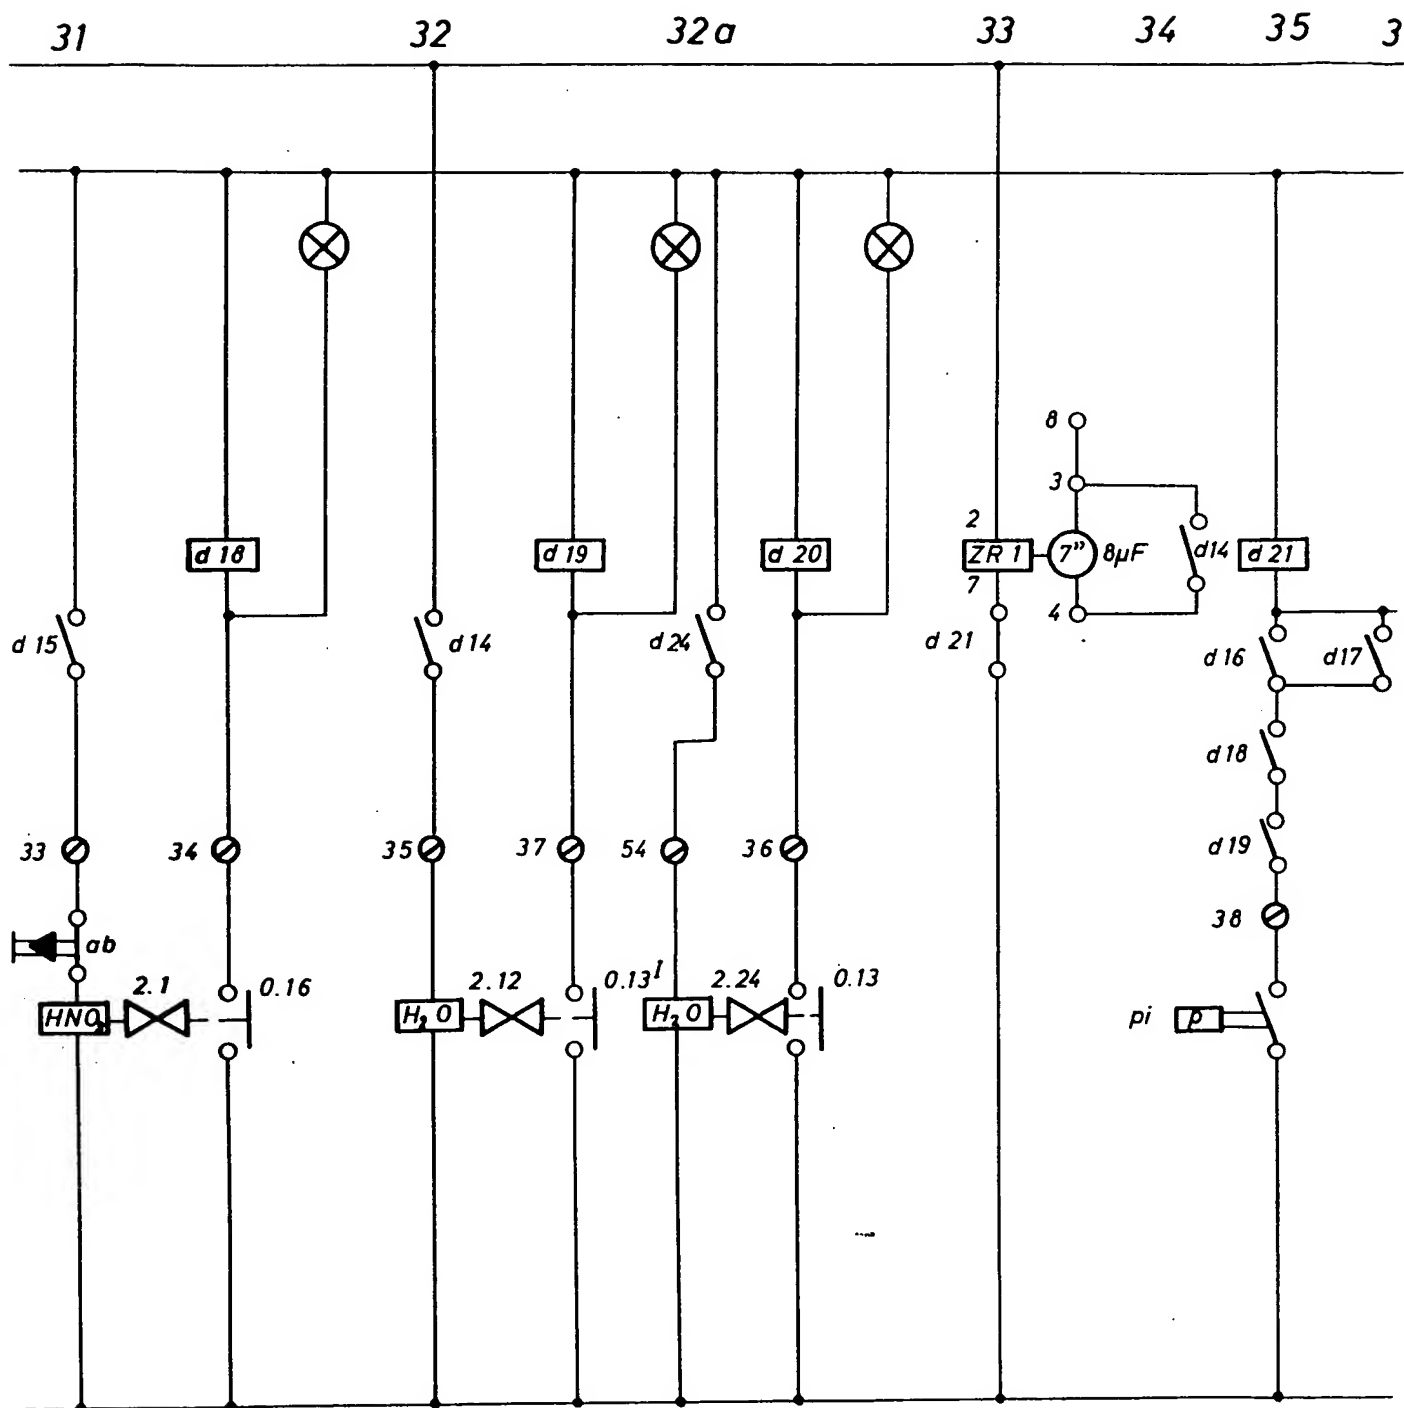 31 32 32a 33 34 35 3
8
3
2
d 18 d 19 d 20 ZR 1 7" 8µF d14 d 21
7
4
d 15 d 14 d 24 d 21 d 16 d17
d 18
33 34 35 37 54 36 d 19
38
ab
2.1 0.16 2.12 0.13 I 2.24 0.13
HNO3 H2O H2O pi p